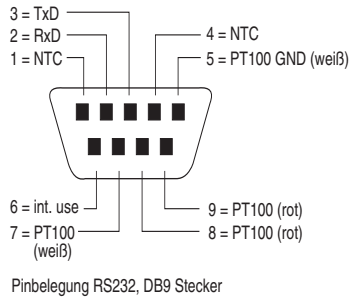 3 = TxD
2 = RxD
1 = NTC
4 = NTC
5 = PT100 GND (weiß)
6 = int. use
7 = PT100
(weiß)
9 = PT100 (rot)
8 = PT100 (rot)
Pinbelegung RS232, DB9 Stecker